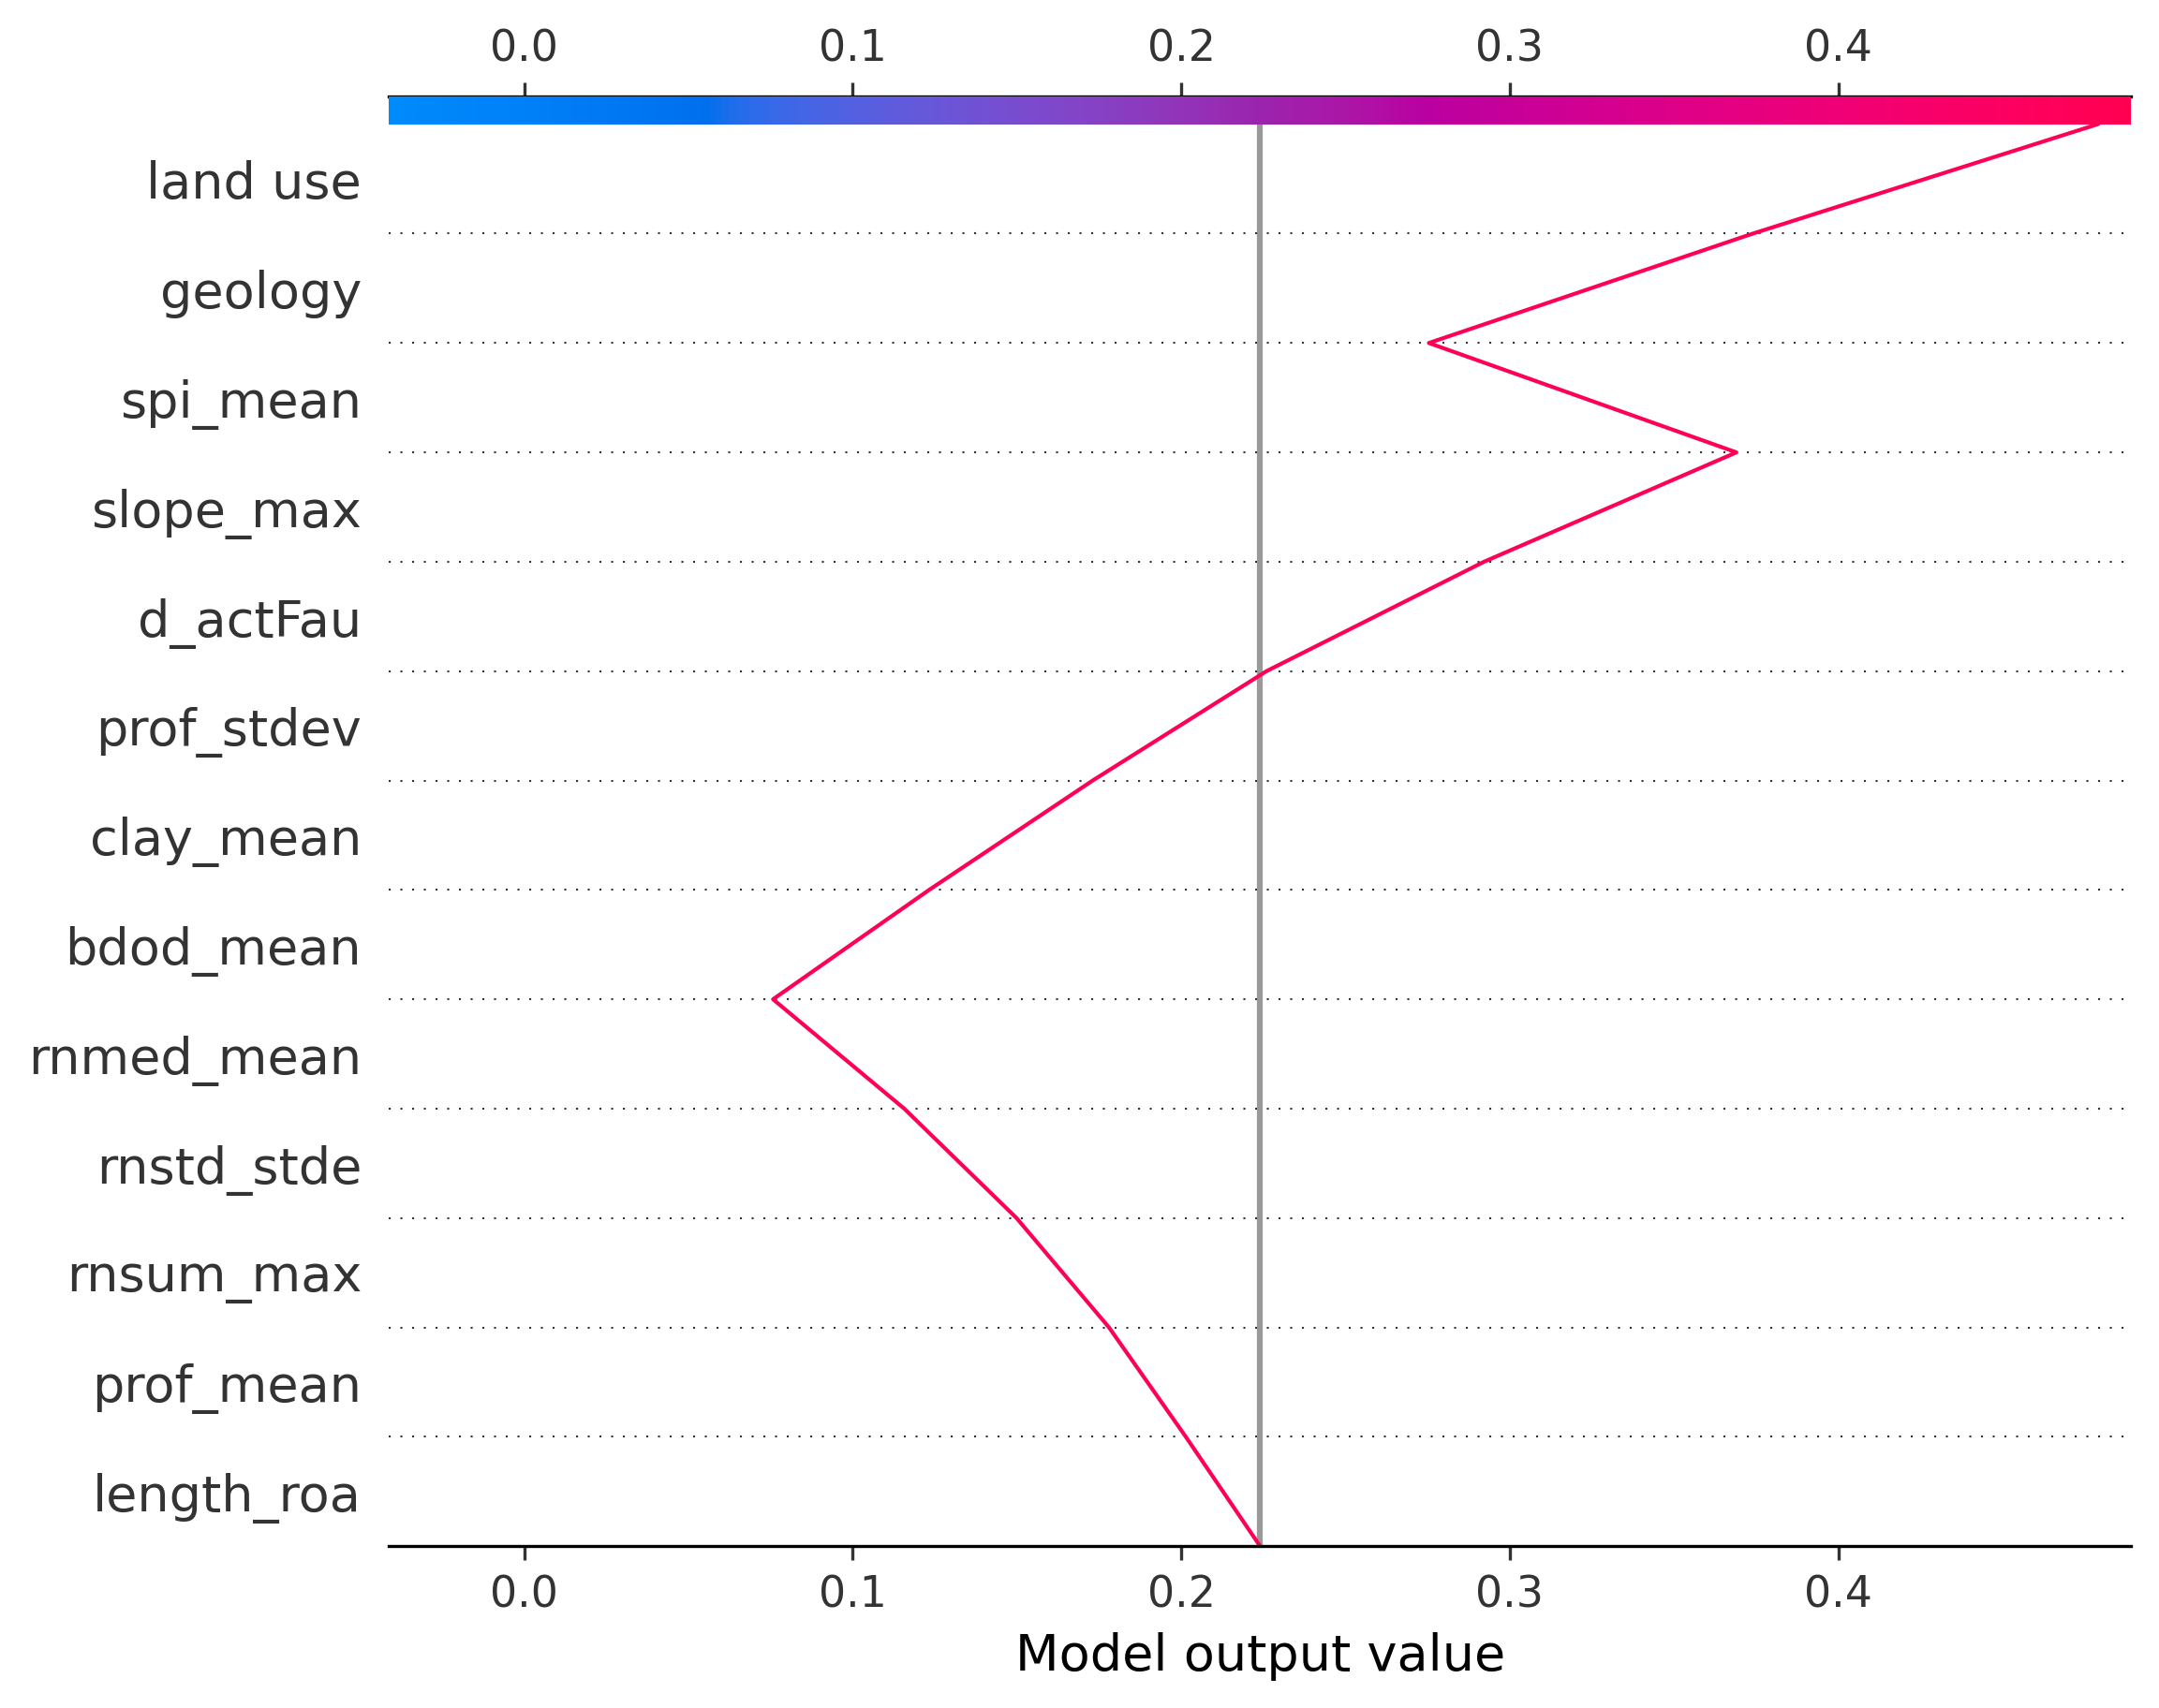 0.0 0.1 0.2 0.3 0.4
land use
geology
spi_mean
slope_max
d_actFau
prof_stdev
clay_mean
bdod_mean
rnmed_mean
rnstd_stde
rnsum_max
prof_mean
length_roa
0.0 0.1 0.2 0.3 0.4
Model output value